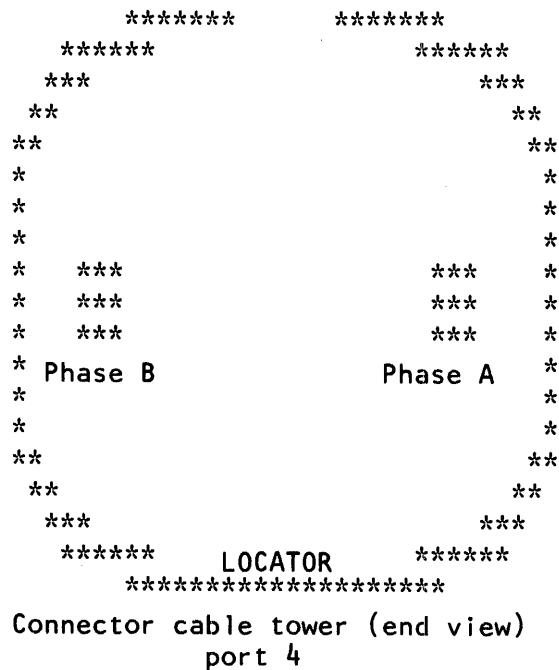 *******      *******
******                ******
***                        ***
**                            **
**                              **
*                                 *
*                                 *
*                                 *
*   ***                   ***    *
*   ***                   ***    *
*   ***                   ***    *
* Phase B              Phase A   *
*                                 *
*                                 *
**                              **
**                            **
***                        ***
******    LOCATOR     ******
********************
Connector cable tower (end view)
port 4